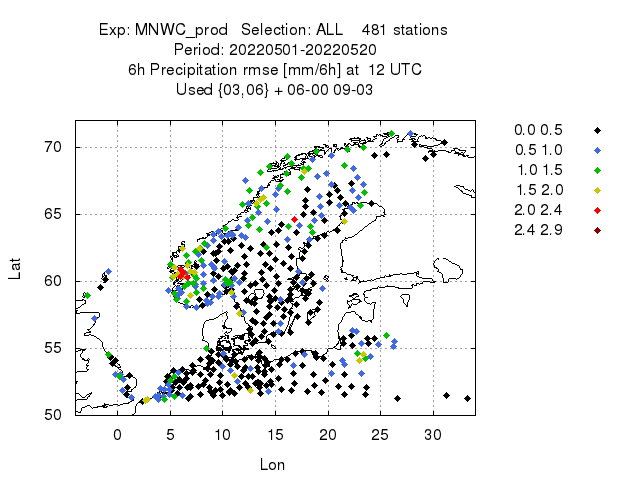 Exp: MNWC_prod   Selection: ALL    481 stations
Period: 20220501-20220520
6h Precipitation rmse [mm/6h] at  12 UTC
Used {03,06} + 06-00 09-03
0.0 0.5
0.5 1.0
1.0 1.5
1.5 2.0
2.0 2.4
2.4 2.9
70
65
60
55
50
Lat
0 5 10 15 20 25 30
Lon